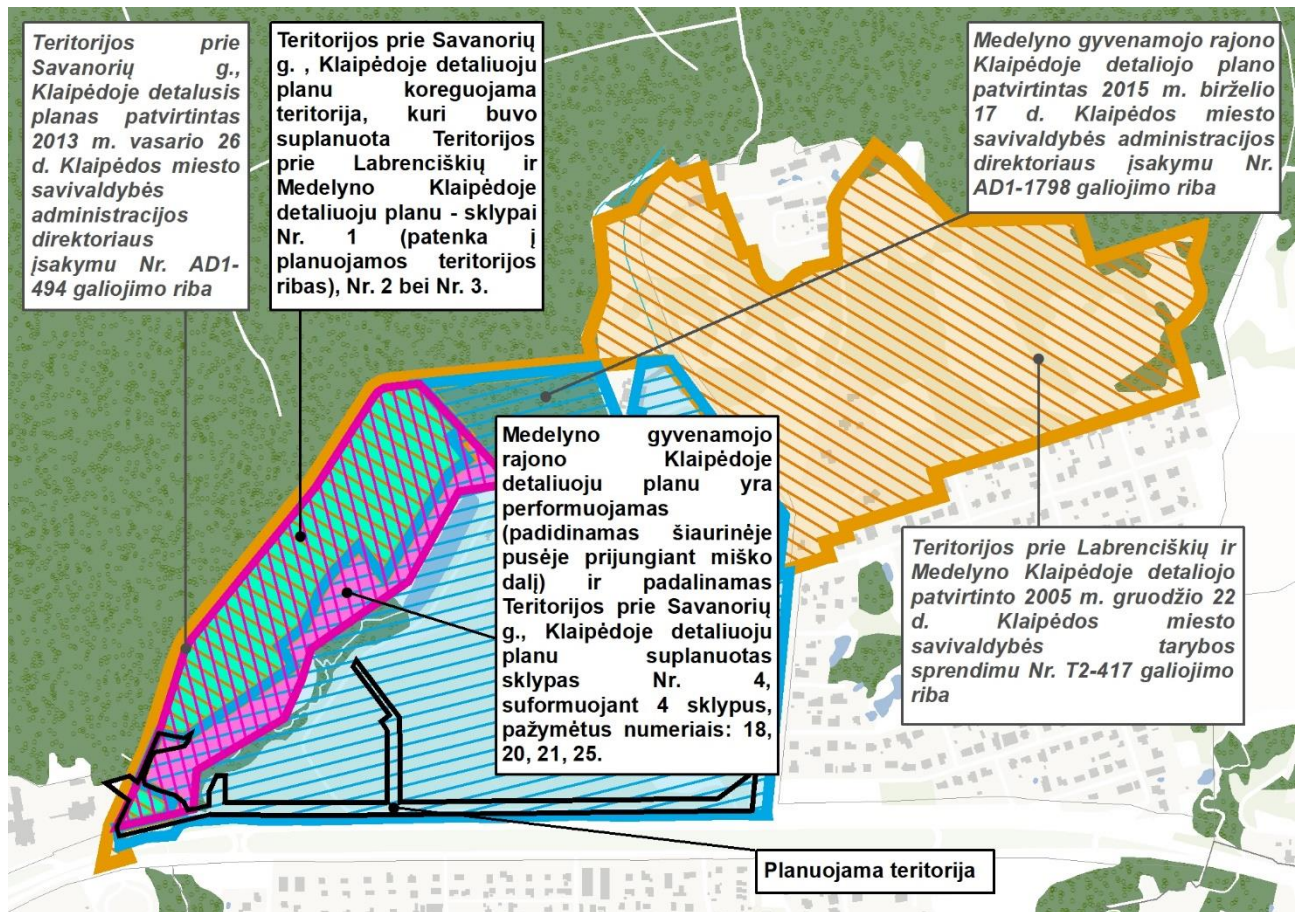 Teritorijos prie
Savanorių g.,
Klaipėdoje detalusis
planas patvirtintas
2013 m. vasario 26
d. Klaipėdos miesto
savivaldybės
administracijos
direktoriaus
įsakymu Nr. AD1-
494 galiojimo riba
Teritorijos prie Savanorių
g. , Klaipėdoje detaliuoju
planu koreguojama
teritorija, kuri buvo
suplanuota Teritorijos
prie Labrenciškių ir
Medelyno Klaipėdoje
detaliuoju planu - sklypai
Nr. 1 (patenka į
planuojamos teritorijos
ribas), Nr. 2 bei Nr. 3.
Medelyno gyvenamojo rajono
Klaipėdoje detaliojo plano
patvirtintas 2015 m. birželio
17 d. Klaipėdos miesto
savivaldybės administracijos
direktoriaus įsakymu Nr.
AD1-1798 galiojimo riba
Medelyno gyvenamojo
rajono Klaipėdoje
detaliuoju planu yra
performuojamas
(padidinamas šiaurinėje
pusėje prijungiant miško
dalį) ir padalinamas
Teritorijos prie Savanorių
g., Klaipėdoje detaliuoju
planu suplanuotas
sklypas Nr. 4,
suformuojant 4 sklypus,
pažymėtus numeriais: 18,
20, 21, 25.
Teritorijos prie Labrenciškių ir
Medelyno Klaipėdoje detaliojo
patvirtinto 2005 m. gruodžio 22
d. Klaipėdos miesto
savivaldybės tarybos
sprendimu Nr. T2-417 galiojimo
riba
Planuojama teritorija